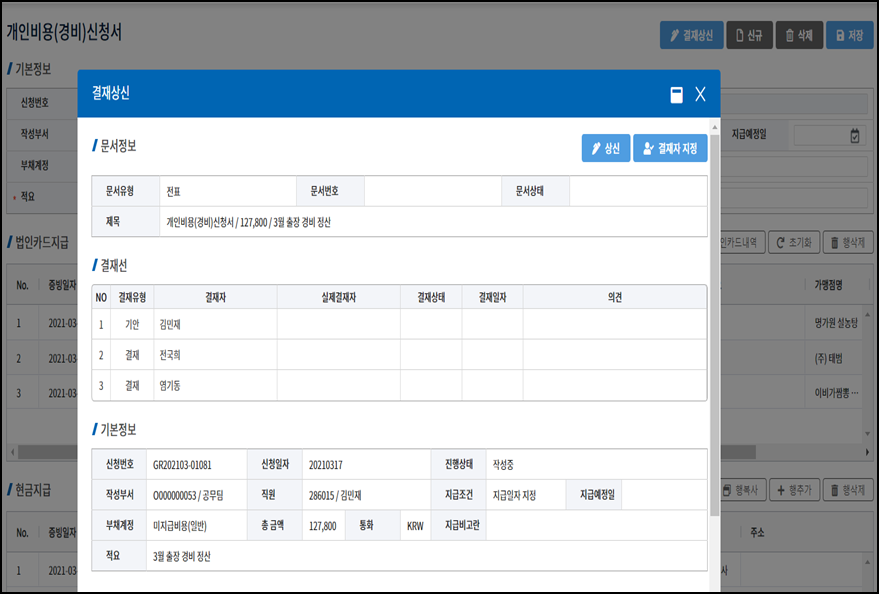 개인비용(경비)신청서
결재상신 신규 삭제 저장
기본정보
신청번호
작성부서 지급예정일
부채계정
* 적요
법인카드지급 인카드내역 초기화 행삭제
No. 증빙일자 가맹점명
1 2021-03- 명가원 설농탕
2 2021-03- (주) 태범
3 2021-03- 이비가짬뽕 …
현금지급 행복사 행추가 행삭제
No. 증빙일자 주소
1 2021-03- 사
결재상신
문서정보 상신 결재자 지정
문서유형 전표 문서번호 문서상태
제목 개인비용(경비)신청서 / 127,800 / 3월 출장 경비 정산
결재선
NO 결재유형 결재자 실제결재자 결재상태 결재일자 의견
1 기안 김민재
2 결재 전국희
3 결재 염기동
기본정보
신청번호 GR202103-01081 신청일자 20210317 진행상태 작성중
작성부서 O000000053 / 공무팀 직원 286015 / 김민재 지급조건 지급일자 지정 지급예정일
부채계정 미지급비용(일반) 총 금액 127,800 통화 KRW 지급비고란
적요 3월 출장 경비 정산